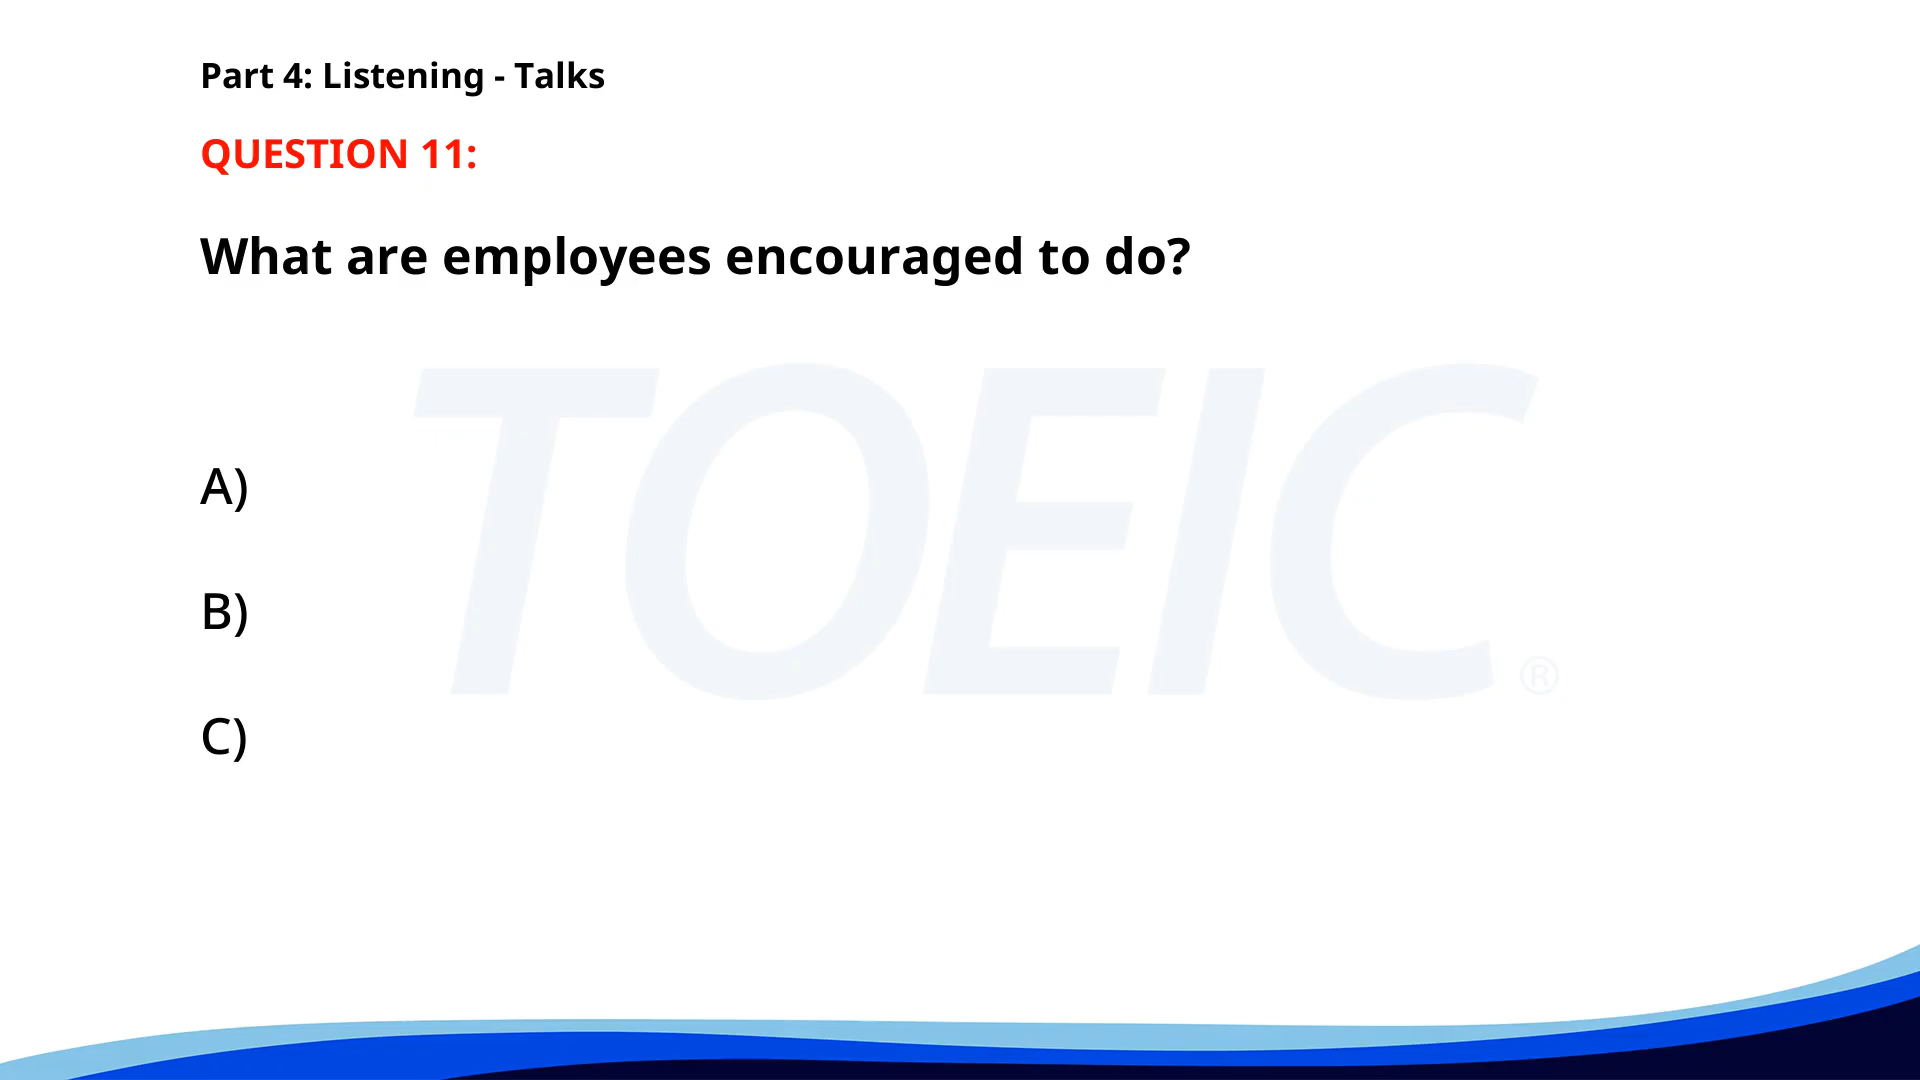 Part 4: Listening - Talks
QUESTION 11:
What are employees encouraged to do?
TOEIC ®
A)
B)
C)